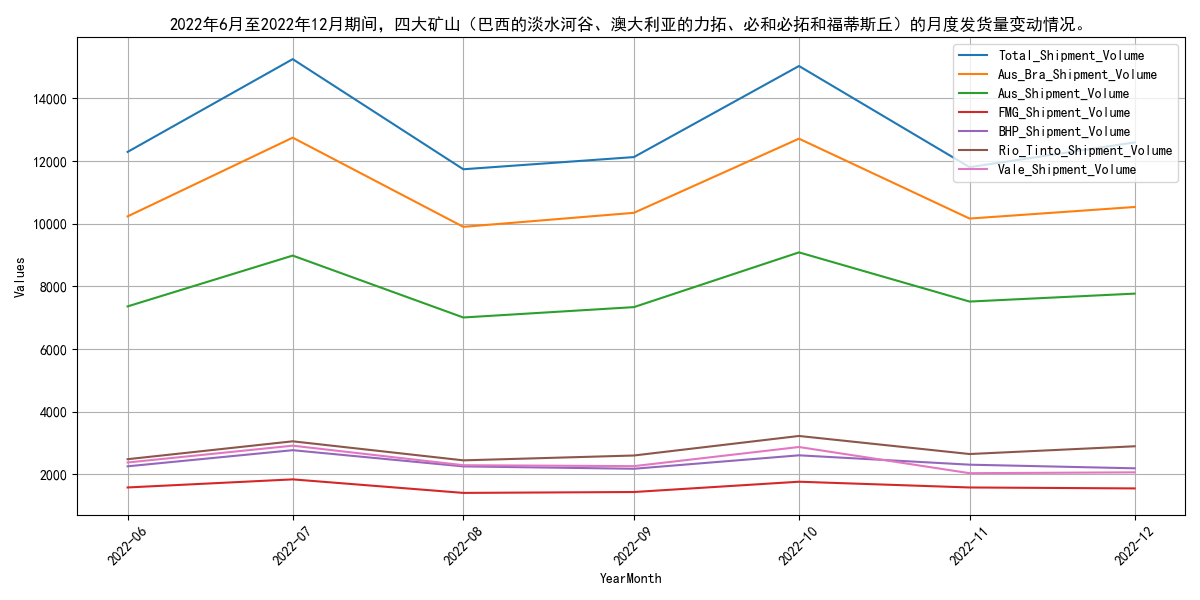 2022年6月至2022年12月期间，四大矿山（巴西的淡水河谷、澳大利亚的力拓、必和必拓和福蒂斯丘）的月度发货量变动情况。
Total_Shipment_Volume
Aus_Bra_Shipment_Volume
Aus_Shipment_Volume
FMG_Shipment_Volume
BHP_Shipment_Volume
Rio_Tinto_Shipment_Volume
Vale_Shipment_Volume
14000
12000
10000
8000
6000
4000
2000
Values
2022-06
2022-07
2022-08
2022-09
2022-10
2022-11
2022-12
YearMonth